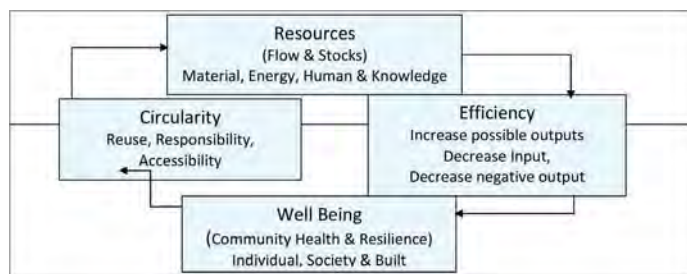 Resources
(Flow & Stocks)
Material, Energy, Human & Knowledge
Circularity
Reuse, Responsibility,
Accessibility
Efficiency
Increase possible outputs
Decrease Input,
Decrease negative output
Well Being
(Community Health & Resilience)
Individual, Society & Built